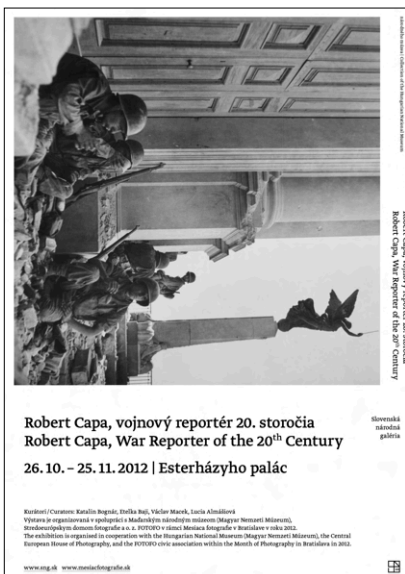 Robert Capa, War Reporter of the 20th Century
Slovenská
národná
galéria
Robert Capa, vojnový reportér 20. storočia
Robert Capa, War Reporter of the 20th Century
26. 10. – 25. 11. 2012 | Esterházyho palác
Kurátori / Curators: Katalin Bognár, Etelka Baji, Václav Macek, Lucia Almášiová
Výstava je organizovaná v spolupráci s Maďarským národným múzeom (Magyar Nemzeti Múzeum),
Stredoeurópskym domom fotografie a o. z. FOTOFO v rámci Mesiaca fotografie v Bratislave v roku 2012.
The exhibition is organised in cooperation with the Hungarian National Museum (Magyar Nemzeti Múzeum), the Central
European House of Photography, and the FOTOFO civic association within the Month of Photography in Bratislava in 2012.
www.sng.sk www.mesiacfotografie.sk